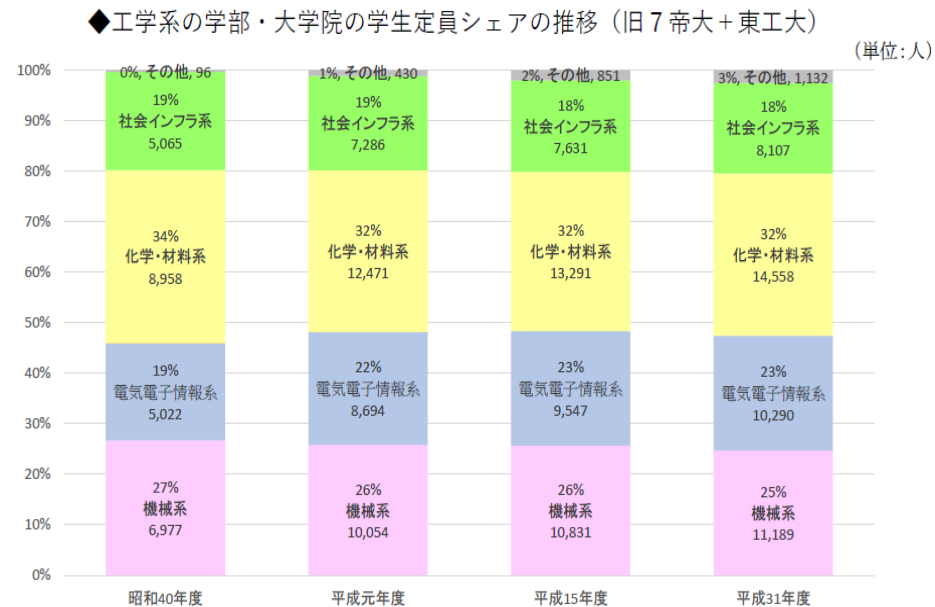 ◆工学系の学部・大学院の学生定員シェアの推移（旧７帝大＋東工大）
（単位：人）
100%
90%
80%
70%
60%
50%
40%
30%
20%
10%
0%
0%, その他, 96
19%
社会インフラ系
5,065
34%
化学・材料系
8,958
19%
電気電子情報系
5,022
27%
機械系
6,977
昭和40年度
1%, その他, 430
19%
社会インフラ系
7,286
32%
化学・材料系
12,471
22%
電気電子情報系
8,694
26%
機械系
10,054
平成元年度
2%, その他, 851
18%
社会インフラ系
7,631
32%
化学・材料系
13,291
23%
電気電子情報系
9,547
26%
機械系
10,831
平成15年度
3%, その他, 1,132
18%
社会インフラ系
8,107
32%
化学・材料系
14,558
23%
電気電子情報系
10,290
25%
機械系
11,189
平成31年度